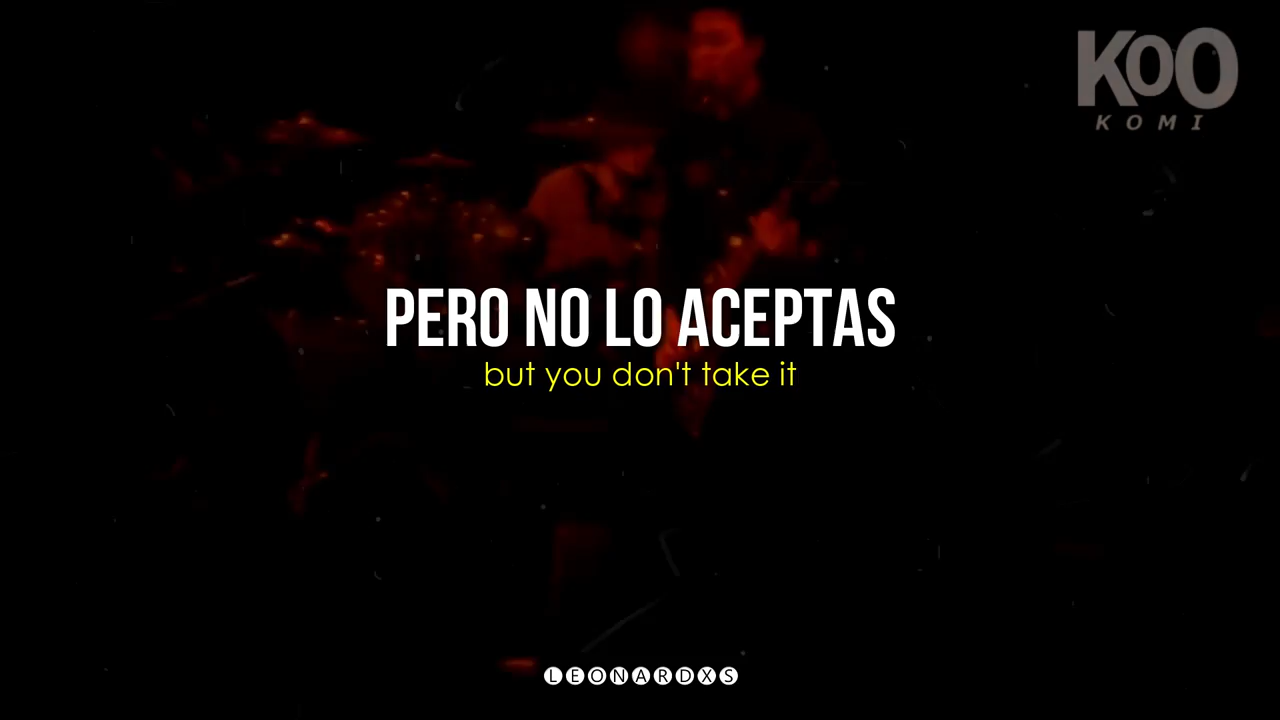 KOO
KOMI
PERO NO LO ACEPTAS
but you don't take it
LEONARDXS